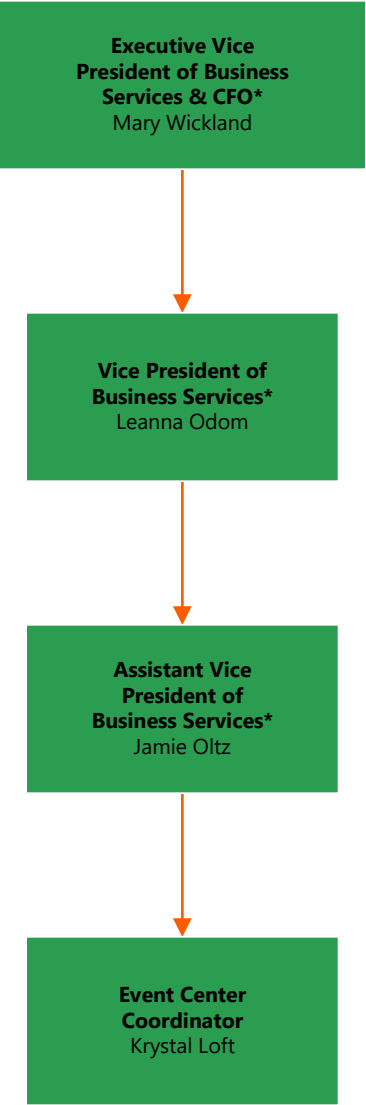 Executive Vice
President of Business
Services & CFO*
Mary Wickland
Vice President of
Business Services*
Leanna Odom
Assistant Vice
President of
Business Services*
Jamie Oltz
Event Center
Coordinator
Krystal Loft